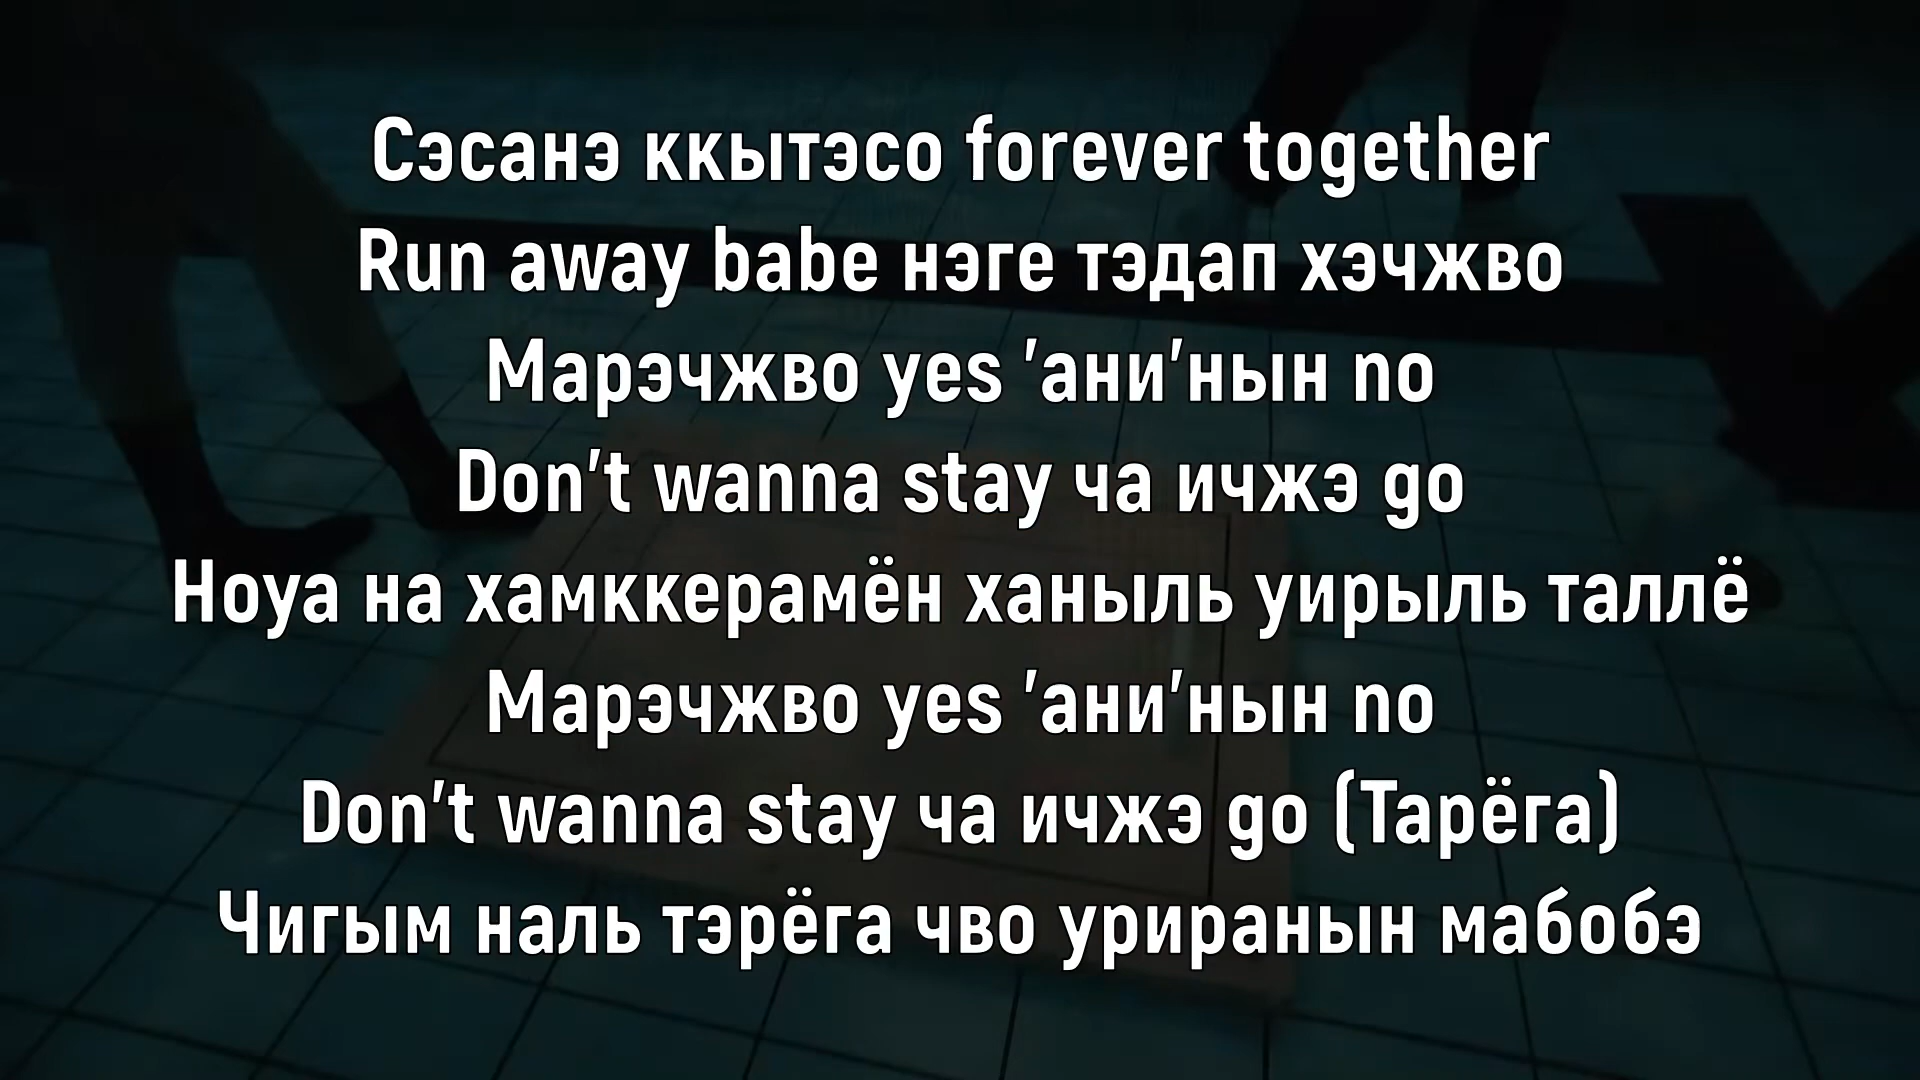 Сэсанэ ккытэсо forever together
Run away babe нэге тэдап хэчжво
Марэчжво yes 'ани'нын no
Don't wanna stay ча ичжэ go
Ноуа на хамккерамён ханыль уирыль таллё
Марэчжво yes 'ани'нын no
Don't wanna stay ча ичжэ go (Тарёга)
Чигым наль тэрёга чво уриранын мабобэ